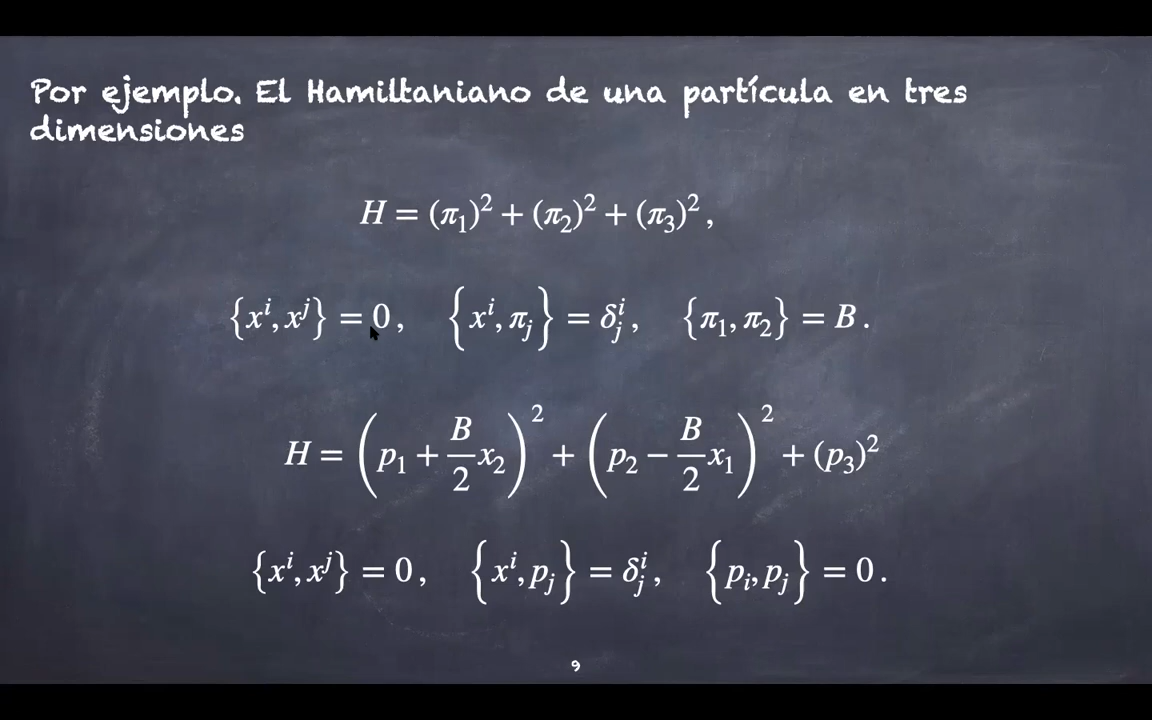 Por ejemplo. El Hamiltaniano de una partícula en tres
dimensiones
H = (π₁)² + (π₂)² + (π₃)² ,
{xⁱ, xʲ} = 0 , {xⁱ, πⱼ} = δⁱⱼ , {π₁, π₂} = B .
H = (p₁ + B/2 x₂)² + (p₂ − B/2 x₁)² + (p₃)²
{xⁱ, xʲ} = 0 , {xⁱ, pⱼ} = δⁱⱼ , {pᵢ, pⱼ} = 0 .
9